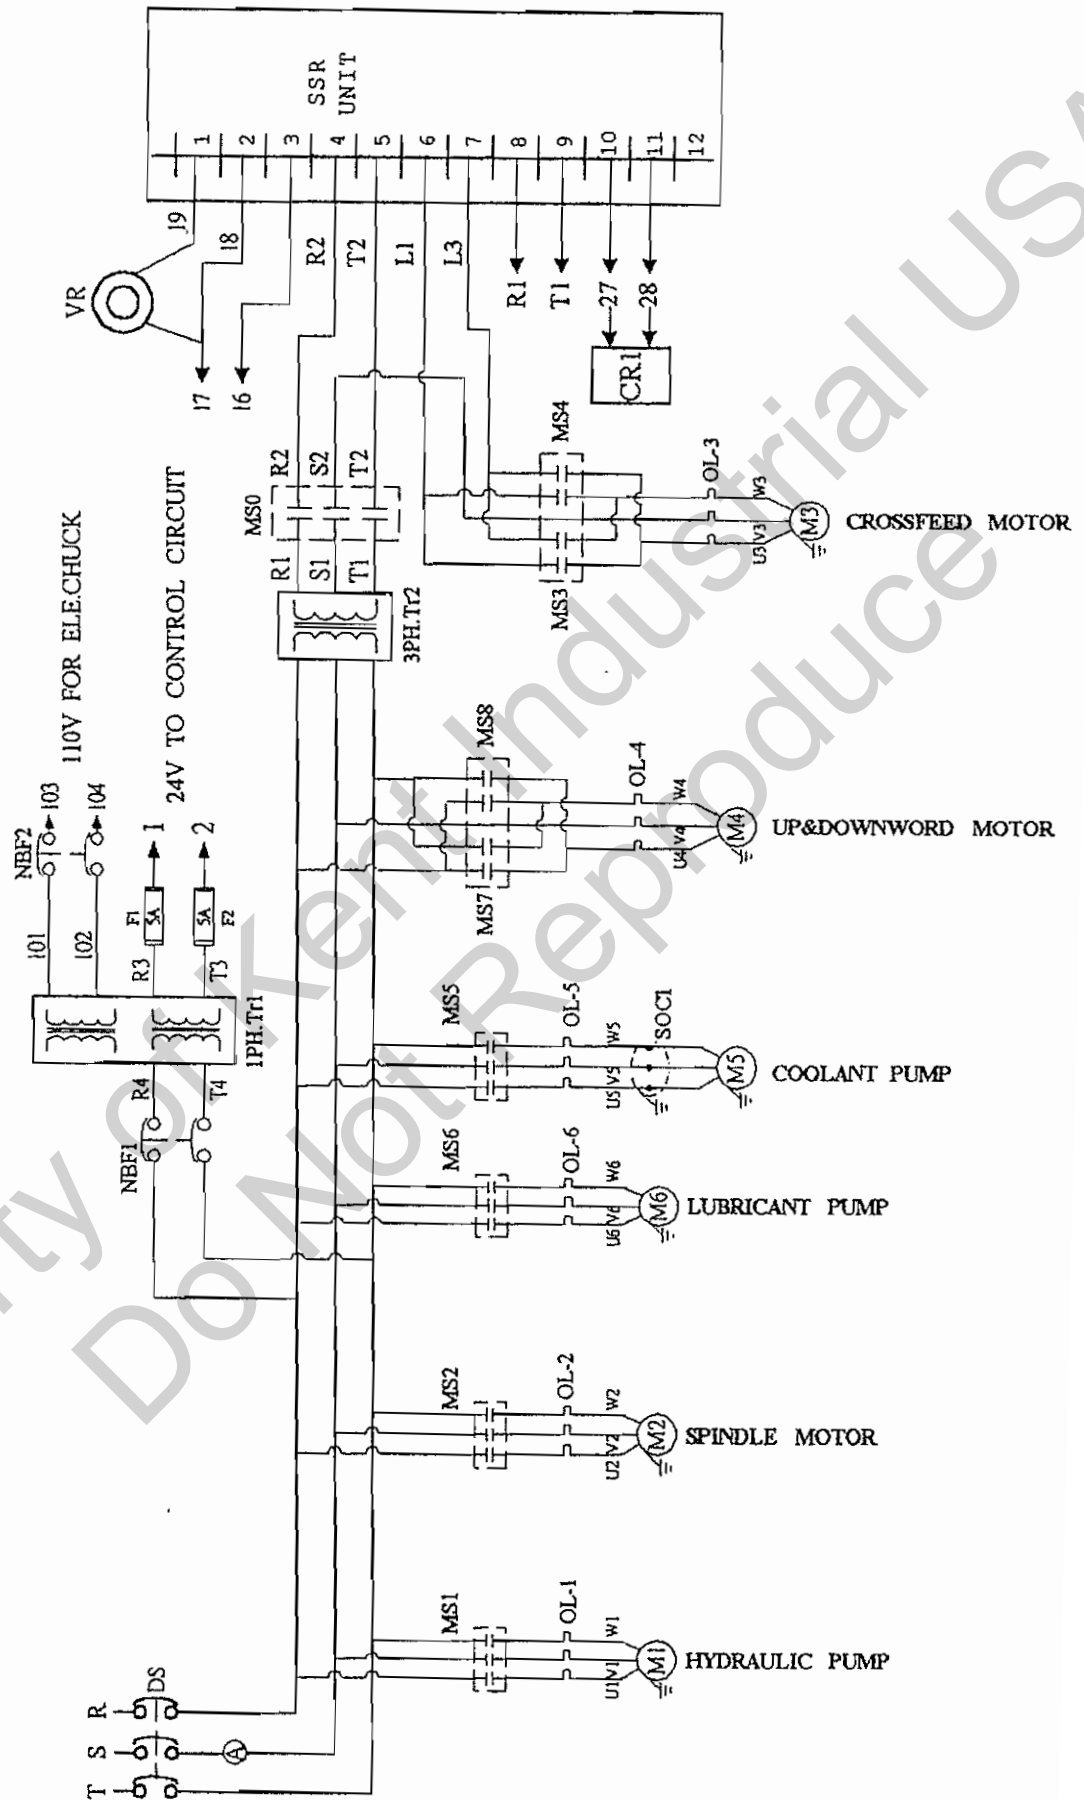 SSR
UNIT
1
2
3
4
5
6
7
8
9
10
11
12
19
18
R2
T2
L1
L3
VR
17
16
R1
T1
27
28
CR1
110V FOR ELE.CHUCK
24V TO CONTROL CIRCUIT
MS0
R2
S2
T2
R1
S1
T1
3PH.Tr2
MS4
MS3
OL-3
W3
V3
U3
M3
CROSSFEED MOTOR
NBF2
103
104
1
2
101
102
F1
5A
5A
F2
R3
T3
1PH.Tr1
R4
T4
NBF1
MS8
MS7
OL-4
W4
V4
U4
M4
UP&DOWNWORD MOTOR
MS5
OL-5
W5
V5
U5
SOC1
M5
COOLANT PUMP
MS6
OL-6
W6
V6
U6
M6
LUBRICANT PUMP
MS2
OL-2
W2
V2
U2
M2
SPINDLE MOTOR
MS1
OL-1
W1
V1
U1
M1
HYDRAULIC PUMP
R
S
T
DS
A
rty of Kent Industrial USA
Do Not Reproduce